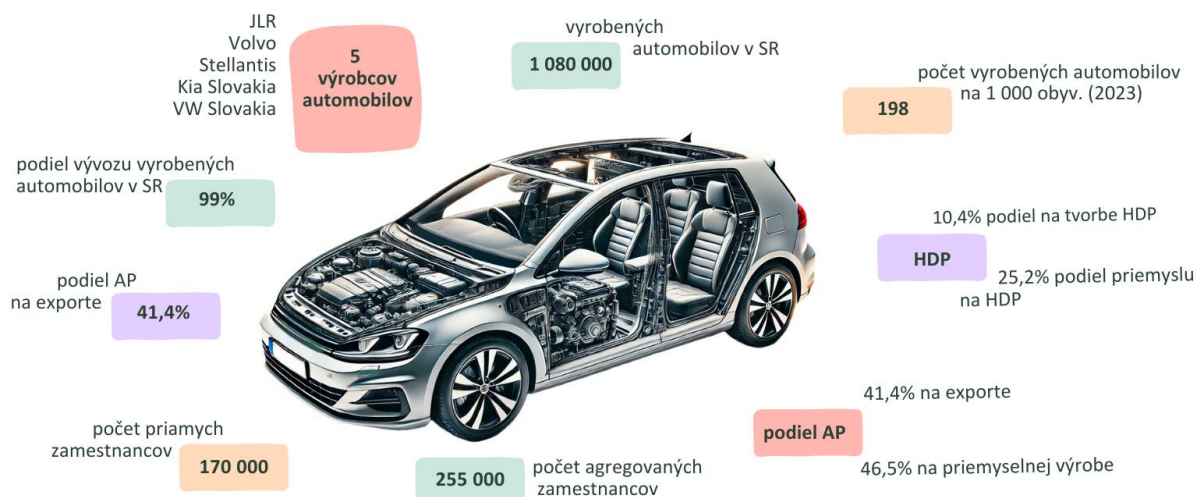 JLR
Volvo
Stellantis
Kia Slovakia
VW Slovakia
5
výrobcov
automobilov
vyrobených
automobilov v SR
1 080 000
počet vyrobených automobilov
na 1 000 obyv. (2023)
198
podiel vývozu vyrobených
automobilov v SR
99%
10,4% podiel na tvorbe HDP
HDP
25,2% podiel priemyslu
na HDP
podiel AP
na exporte
41,4%
41,4% na exporte
podiel AP
46,5% na priemyselnej výrobe
počet priamych
zamestnancov
170 000
255 000
počet agregovaných
zamestnancov